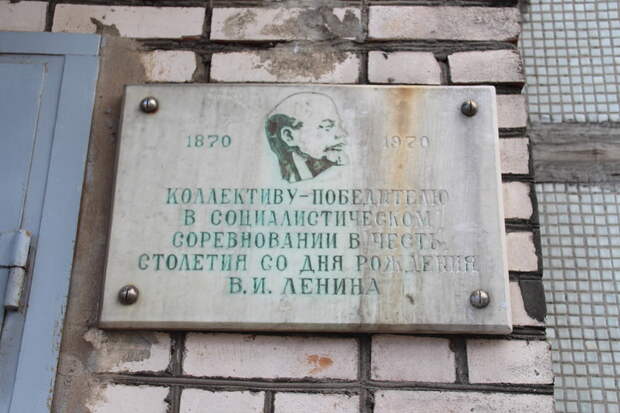 1870 1970
КОЛЛЕКТИВУ-ПОБЕДИТЕЛЮ
В СОЦИАЛИСТИЧЕСКОМ
СОРЕВНОВАНИИ В ЧЕСТЬ
СТОЛЕТИЯ СО ДНЯ РОЖДЕНИЯ
В.И. ЛЕНИНА